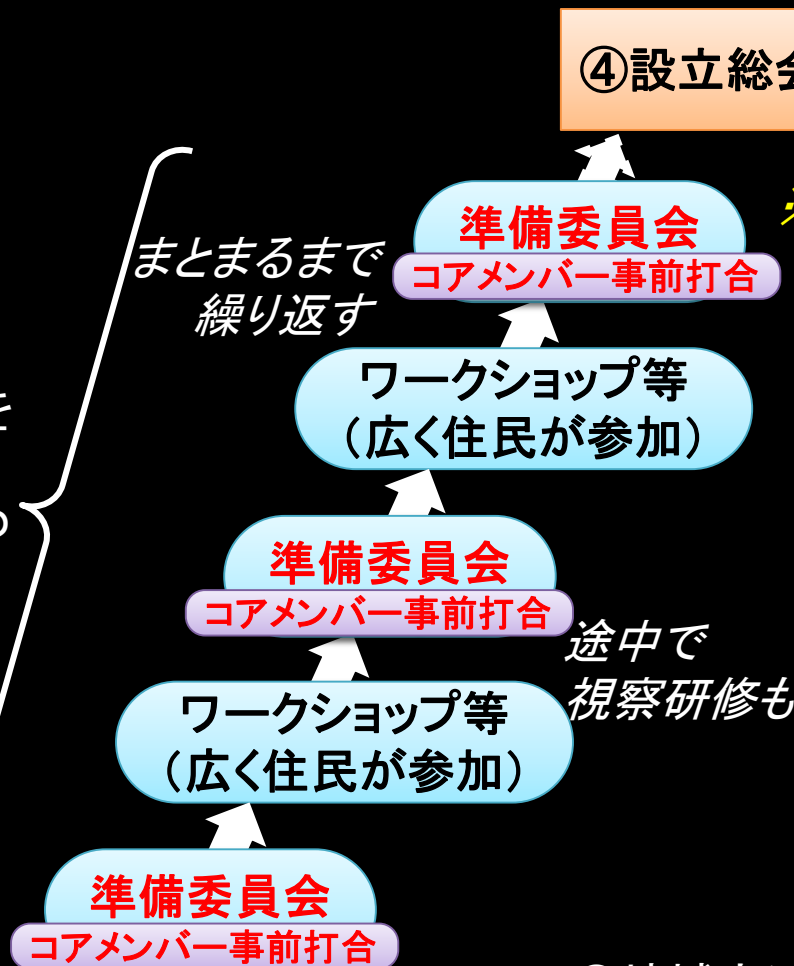 ④設立総会
準備委員会
コアメンバー事前打合
まとまるまで
繰り返す
ワークショップ等
（広く住民が参加）
準備委員会
コアメンバー事前打合
途中で
視察研修も
ワークショップ等
（広く住民が参加）
準備委員会
コアメンバー事前打合